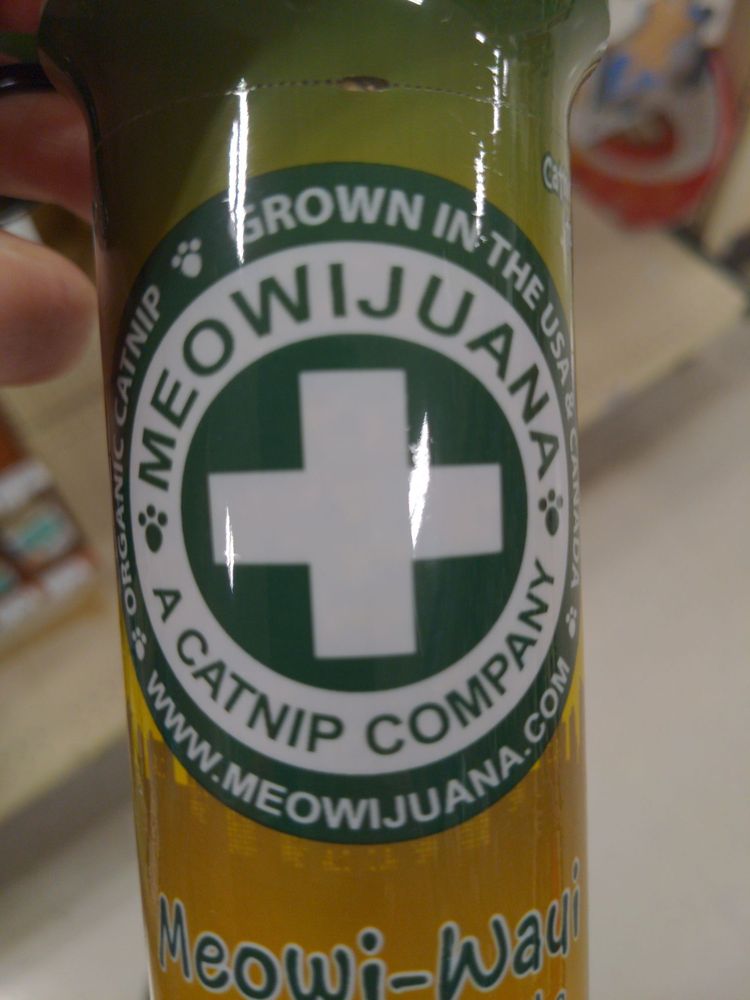 ORGANIC CATNIP
GROWN IN THE USA & CANADA
MEOWIJUANA
A CATNIP COMPANY
WWW.MEOWIJUANA.COM
Meowi-Waui